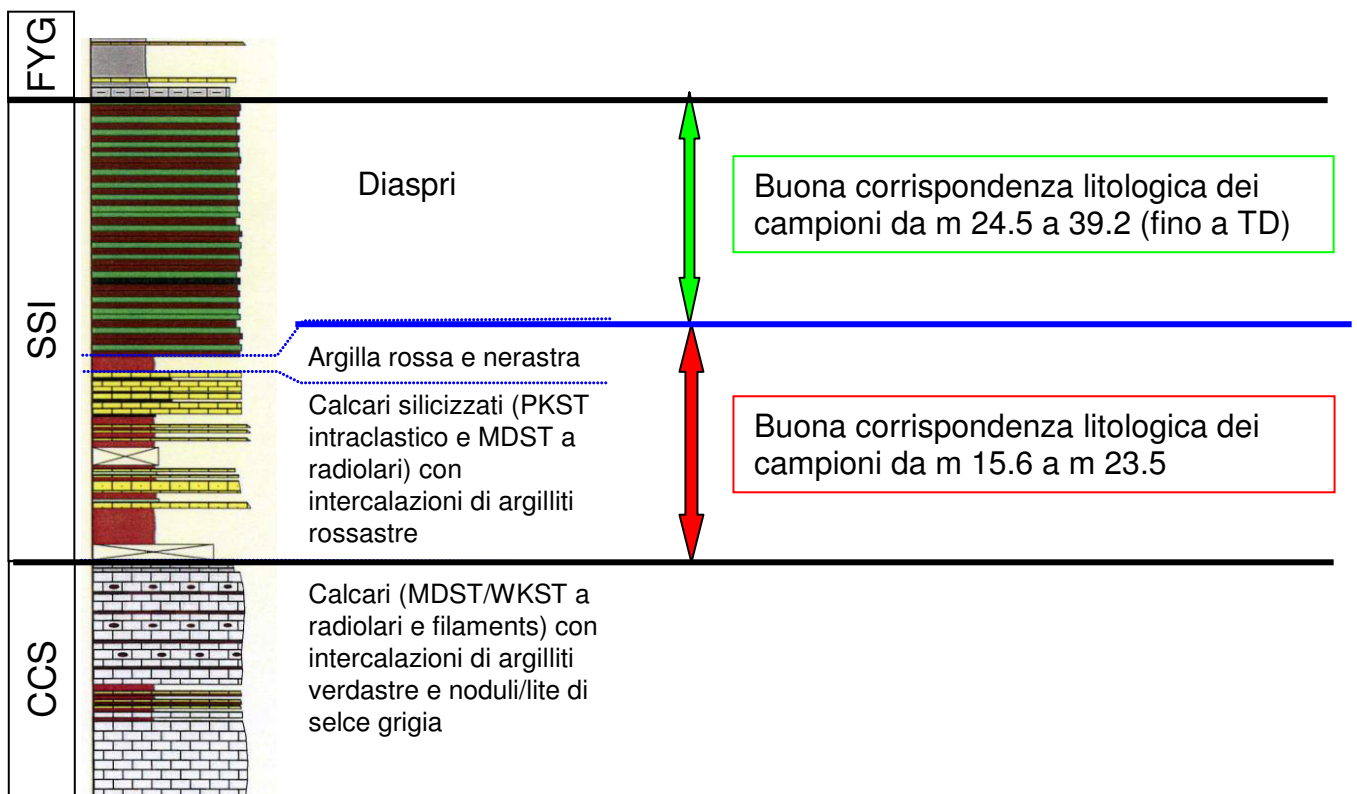 FYG
SSI
CCS
Diaspri
Argilla rossa e nerastra
Calcari silicizzati (PKST
intraclastico e MDST a
radiolari) con
intercalazioni di argilliti
rossastre
Calcari (MDST/WKST a
radiolari e filaments) con
intercalazioni di argilliti
verdastre e noduli/lite di
selce grigia
Buona corrispondenza litologica dei
campioni da m 24.5 a 39.2 (fino a TD)
Buona corrispondenza litologica dei
campioni da m 15.6 a m 23.5